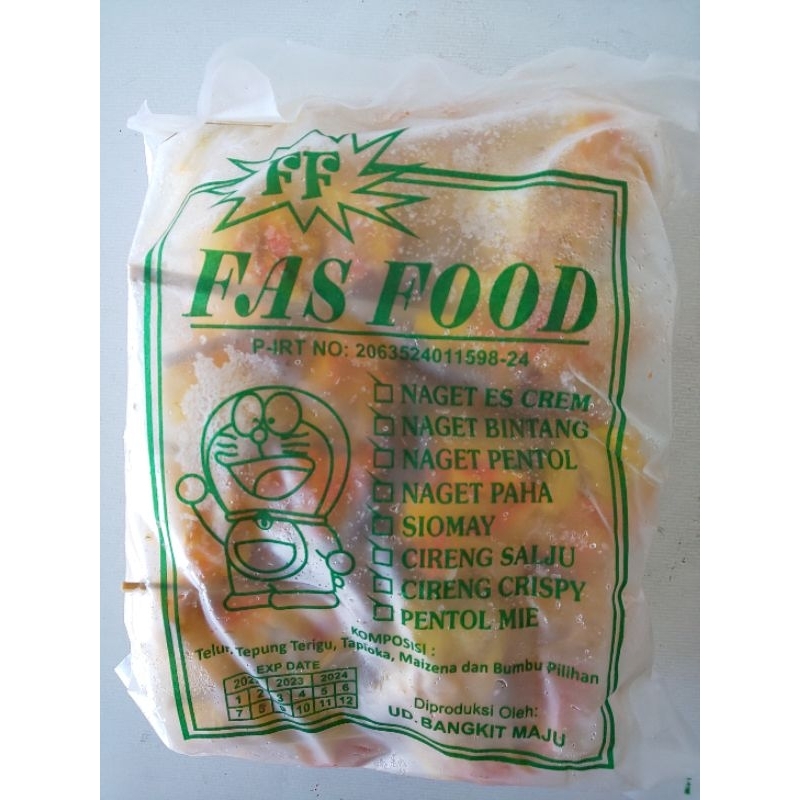 FF
FAS FOOD
P-IRT NO: 2063524011598-24
NAGET ES CREM
NAGET BINTANG
NAGET PENTOL
NAGET PAHA
SIOMAY
CIRENG SALJU
CIRENG CRISPY
PENTOL MIE
KOMPOSISI :
Telur, Tepung Terigu, Tapioka, Maizena dan Bumbu Pilihan
EXP DATE
2023 2024
1 2 3 4 5 6
7 8 9 10 11 12
Diproduksi Oleh:
UD. BANGKIT MAJU